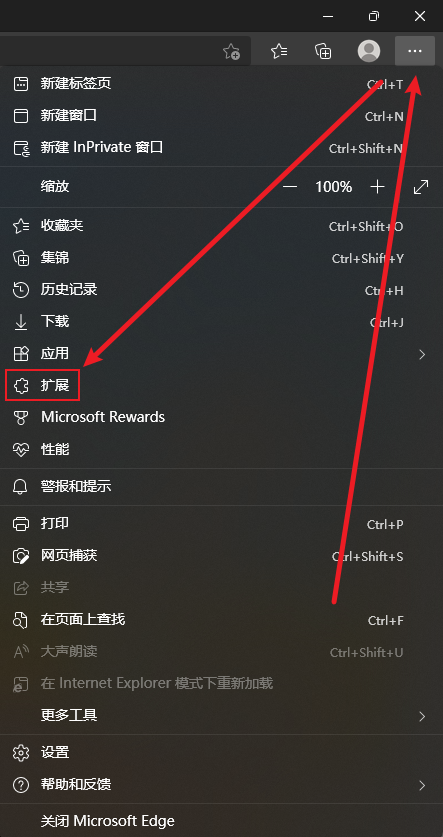 新建标签页 Ctrl+T
新建窗口 Ctrl+N
新建 InPrivate 窗口 Ctrl+Shift+N
缩放 100%
收藏夹 Ctrl+Shift+O
集锦 Ctrl+Shift+Y
历史记录 Ctrl+H
下载 Ctrl+J
应用
扩展
Microsoft Rewards
性能
警报和提示
打印 Ctrl+P
网页捕获 Ctrl+Shift+S
共享
在页面上查找 Ctrl+F
大声朗读 Ctrl+Shift+U
在 Internet Explorer 模式下重新加载
更多工具
设置
帮助和反馈
关闭 Microsoft Edge